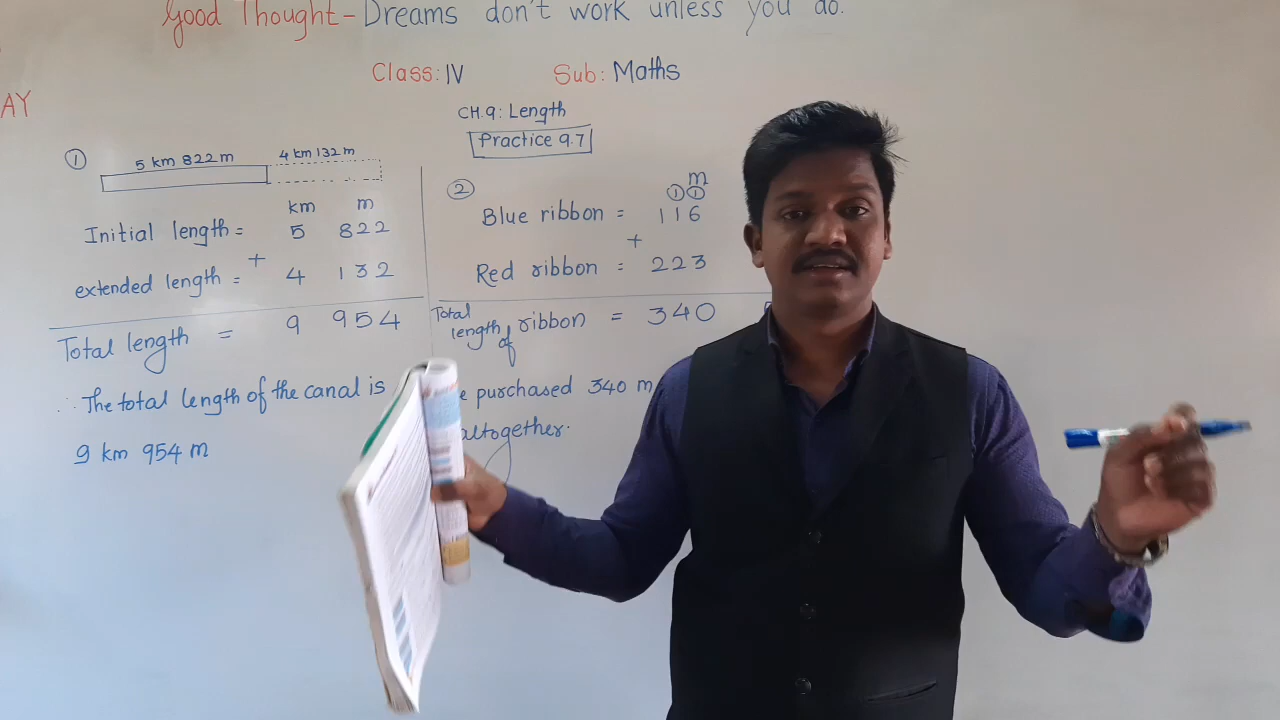 Good Thought- Dreams don't work unless you do.
Class: IV Sub: Maths
AY
CH.9: Length
Practice 9.7
① 5 km 822 m 4 km 132 m
km m
Initial length = 5 822
+
extended length = 4 132
Total length = 9 954
∴ The total length of the canal is
9 km 954 m
② m
① ①
Blue ribbon = 116
+
Red ribbon = 223
Total length of ribbon = 340
purchased 340 m
altogether.